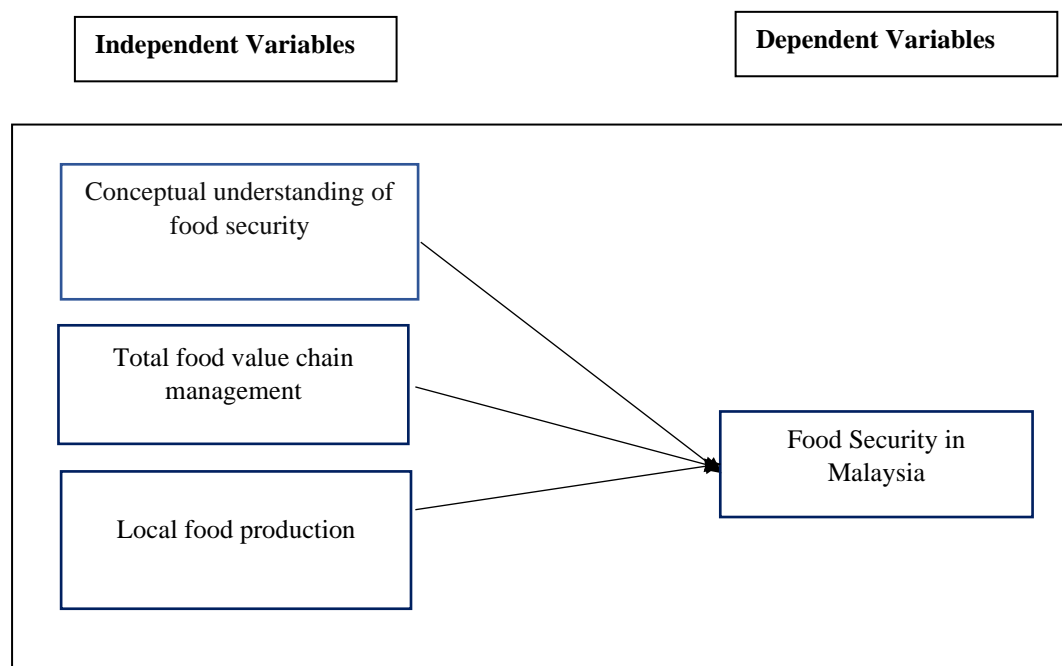 Independent Variables
Dependent Variables
Conceptual understanding of
food security
Total food value chain
management
Food Security in
Malaysia
Local food production